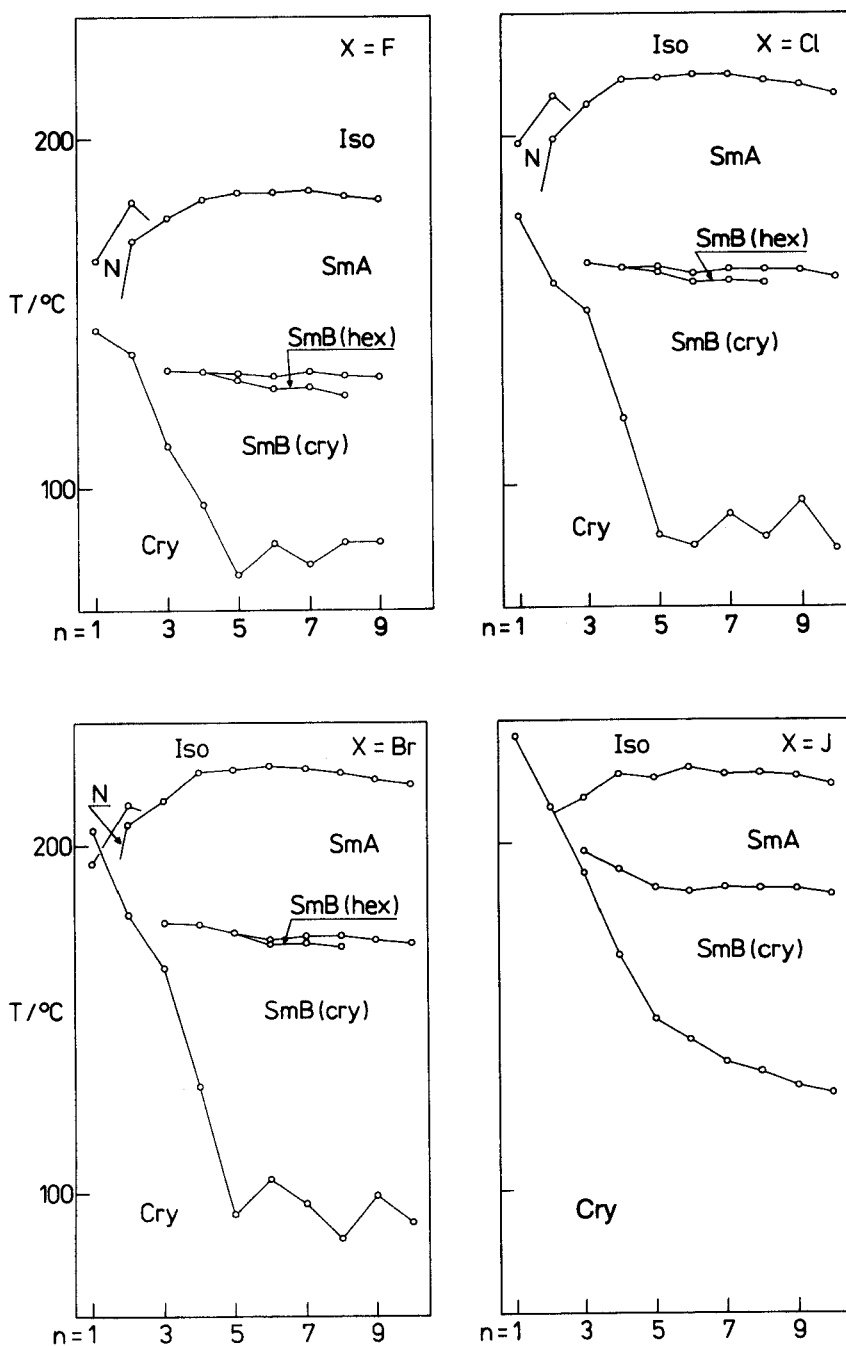 X = F
200
Iso
N
SmA
T/°C
SmB(hex)
SmB(cry)
100
Cry
n=1 3 5 7 9
Iso X = Cl
N
SmA
SmB(hex)
SmB(cry)
Cry
n=1 3 5 7 9
Iso X = Br
N
200
SmA
SmB(hex)
T/°C
SmB(cry)
100
Cry
n=1 3 5 7 9
Iso X = J
SmA
SmB(cry)
Cry
n=1 3 5 7 9